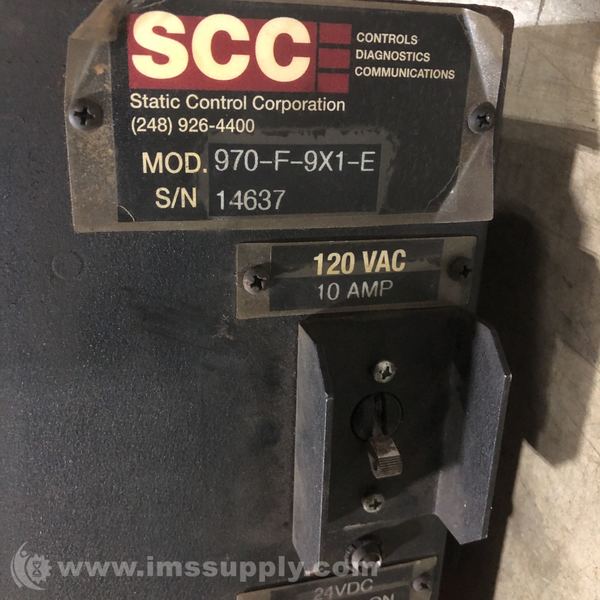 SCC
CONTROLS
DIAGNOSTICS
COMMUNICATIONS
Static Control Corporation
(248) 926-4400
MOD. 970-F-9X1-E
S/N 14637
120 VAC
10 AMP
24VDC
www.imssupply.com